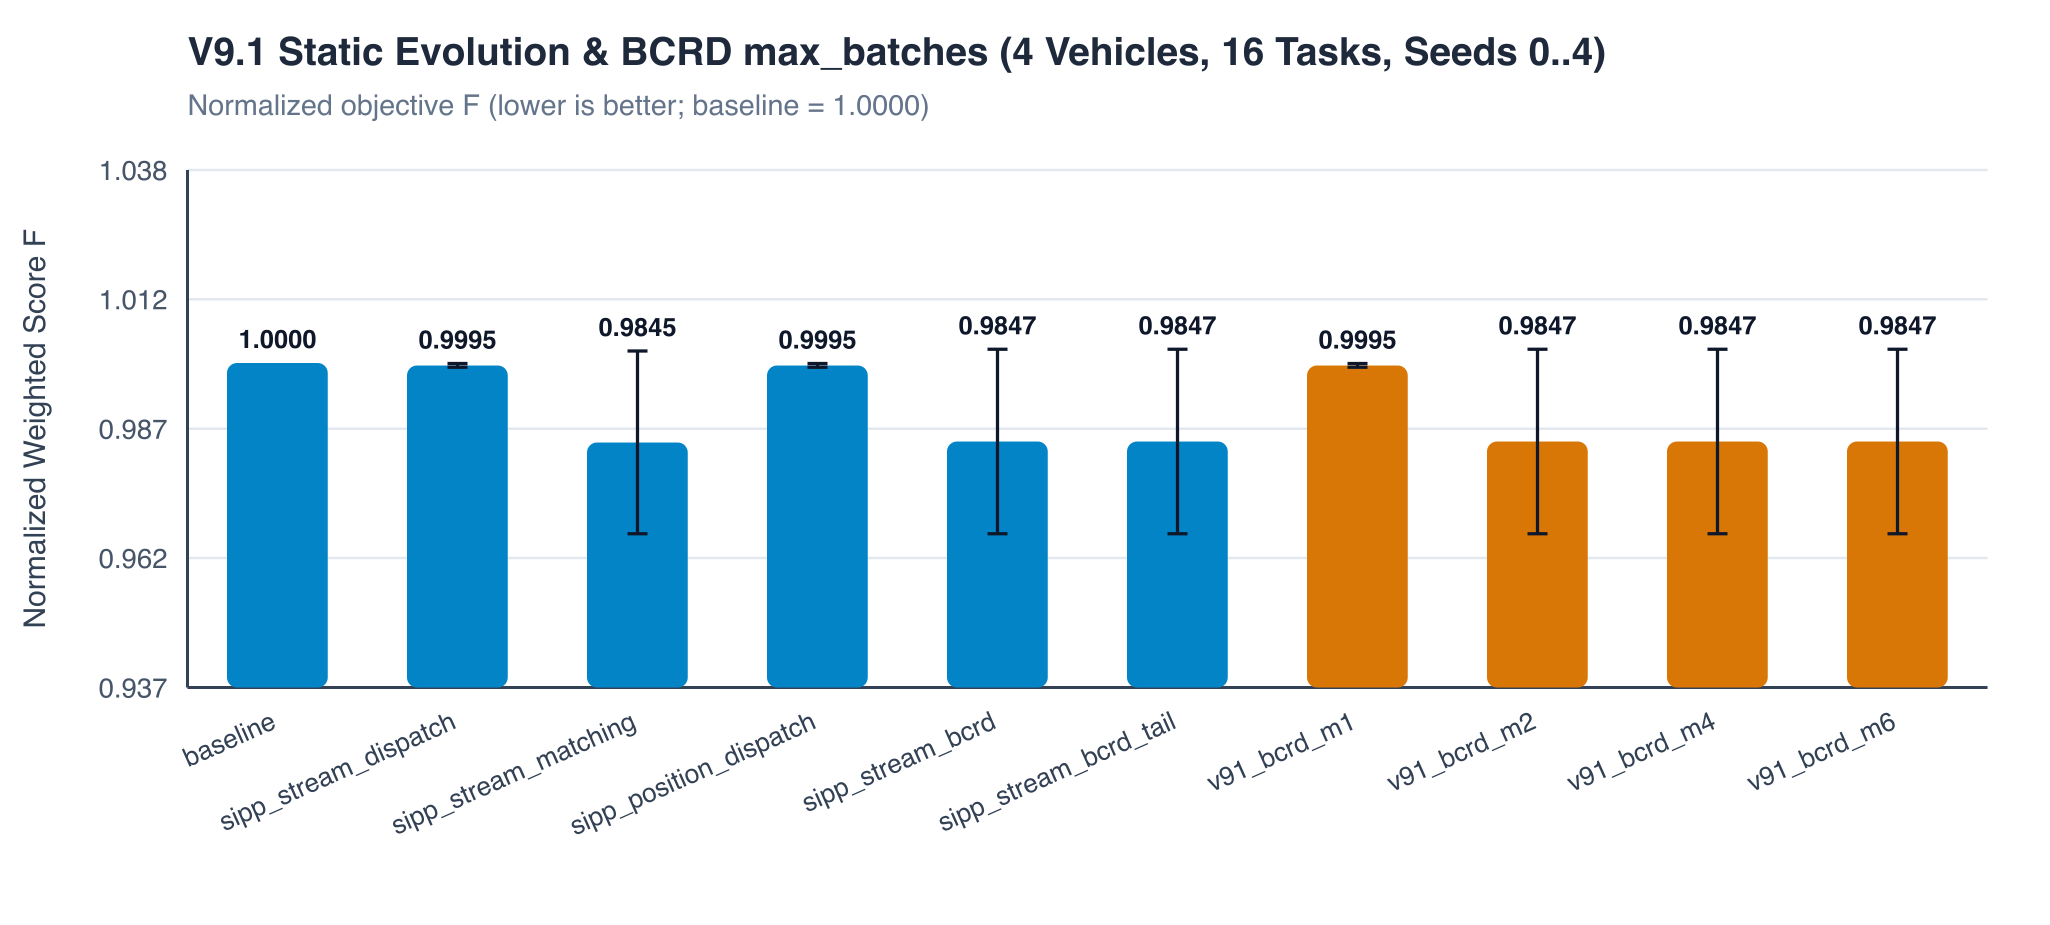 V9.1 Static Evolution & BCRD max_batches (4 Vehicles, 16 Tasks, Seeds 0..4)
Normalized objective F (lower is better; baseline = 1.0000)
Normalized Weighted Score F
1.038
1.012
0.987
0.962
0.937
1.0000
0.9995
0.9845
0.9995
0.9847
0.9847
0.9995
0.9847
0.9847
0.9847
baseline
sipp_stream_dispatch
sipp_stream_matching
sipp_position_dispatch
sipp_stream_bcrd
sipp_stream_bcrd_tail
v91_bcrd_m1
v91_bcrd_m2
v91_bcrd_m4
v91_bcrd_m6